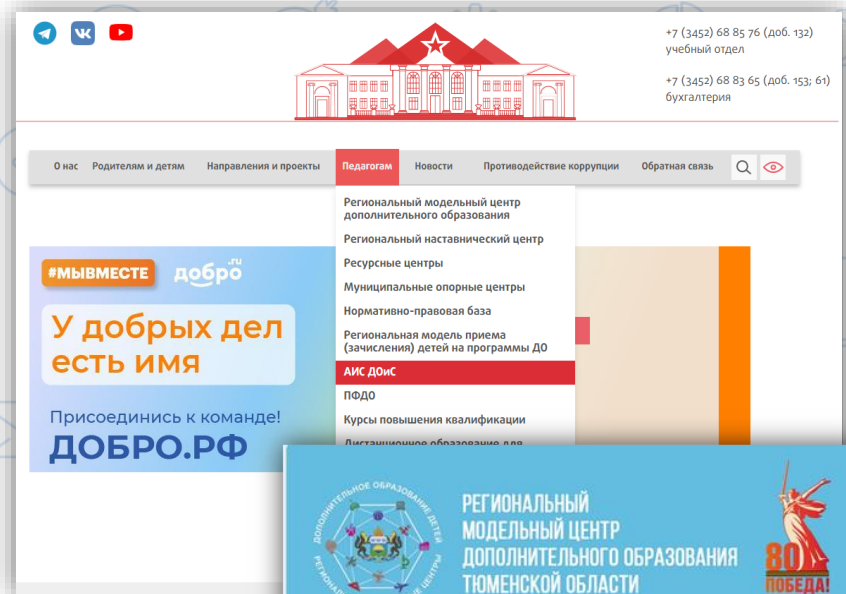 +7 (3452) 68 85 76 (доб. 132)
учебный отдел
+7 (3452) 68 83 65 (доб. 153; 61)
бухгалтерия
О нас Родителям и детям Направления и проекты Педагогам Новости Противодействие коррупции Обратная связь
Региональный модельный центр
дополнительного образования
Региональный наставнический центр
Ресурсные центры
Муниципальные опорные центры
Нормативно-правовая база
Региональная модель приема
(зачисления) детей на программы ДО
АИС ДОиС
ПФДО
Курсы повышения квалификации
Дистанционное образование для
#МЫВМЕСТЕ добро.ru
У добрых дел
есть имя
Присоединись к команде!
ДОБРО.РФ
ДОПОЛНИТЕЛЬНОЕ ОБРАЗОВАНИЕ ДЕТЕЙ
РЕГИОНАЛЬНЫЙ
МОДЕЛЬНЫЙ ЦЕНТР
ДОПОЛНИТЕЛЬНОГО ОБРАЗОВАНИЯ
ТЮМЕНСКОЙ ОБЛАСТИ
80
ПОБЕДА!